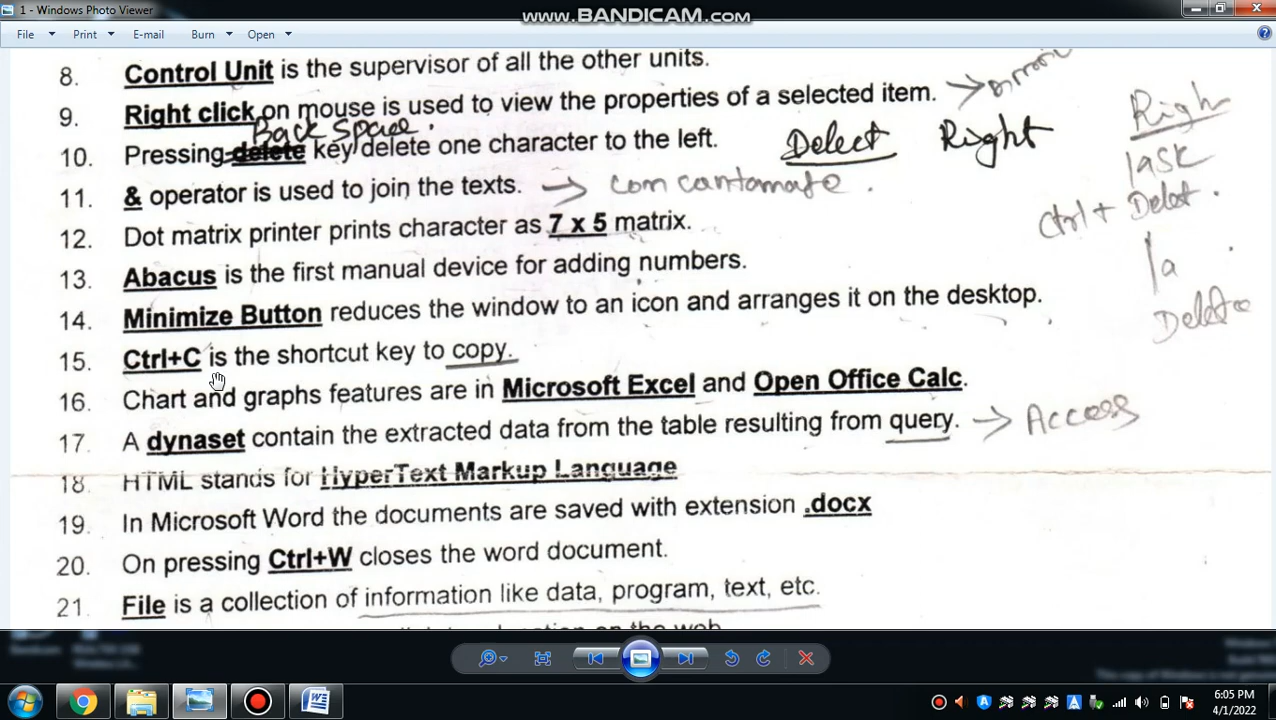 1 - Windows Photo Viewer
www.BANDICAM.com
File Print E-mail Burn Open
8. Control Unit is the supervisor of all the other units.
9. Right click on mouse is used to view the properties of a selected item. →
Righ
Back Space.
10. Pressing delete key delete one character to the left. Delect Right
11. & operator is used to join the texts. → con cantamate.
Ctrl + Delet.
12. Dot matrix printer prints character as 7 x 5 matrix.
13. Abacus is the first manual device for adding numbers.
14. Minimize Button reduces the window to an icon and arranges it on the desktop.
15. Ctrl+C is the shortcut key to copy.
16. Chart and graphs features are in Microsoft Excel and Open Office Calc.
17. A dynaset contain the extracted data from the table resulting from query. → Access
18. HTML stands for HyperText Markup Language
19. In Microsoft Word the documents are saved with extension .docx
20. On pressing Ctrl+W closes the word document.
21. File is a collection of information like data, program, text, etc.
6:05 PM
4/1/2022